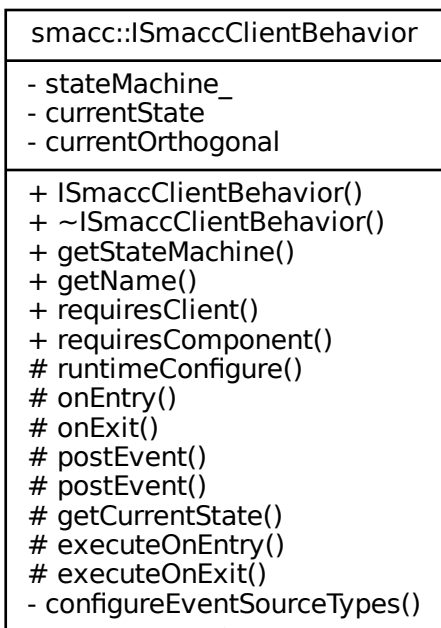 smacc::ISmaccClientBehavior
- stateMachine_
- currentState
- currentOrthogonal
+ ISmaccClientBehavior()
+ ~ISmaccClientBehavior()
+ getStateMachine()
+ getName()
+ requiresClient()
+ requiresComponent()
# runtimeConfigure()
# onEntry()
# onExit()
# postEvent()
# postEvent()
# getCurrentState()
# executeOnEntry()
# executeOnExit()
- configureEventSourceTypes()